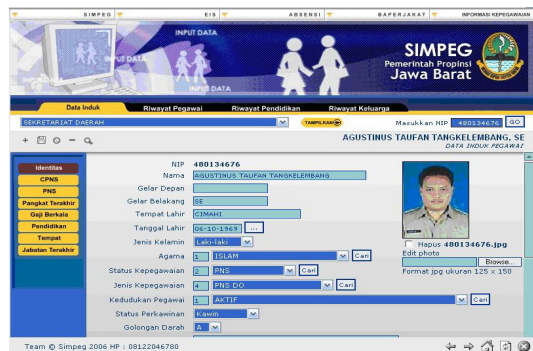 SIMPEG EIS ABSENSI BAPERJAKAT INFORMASI KEPEGAWAIAN
INPUT DATA
INPUT DATA
INPUT DATA
SIMPEG
Pemerintah Propinsi
Jawa Barat
Data Induk Riwayat Pegawai Riwayat Pendidikan Riwayat Keluarga
SEKRETARIAT DAERAH TAMPILKAN Masukkan NIP 480134676 GO
AGUSTINUS TAUFAN TANGKELEMBANG, SE
DATA INDUK PEGAWAI
Identitas
CPNS
PNS
Pangkat Terakhir
Gaji Berkala
Pendidikan
Tempat
Jabatan Terakhir
NIP 480134676
Nama AGUSTINUS TAUFAN TANGKELEMBANG
Gelar Depan
Gelar Belakang SE
Tempat Lahir CIMAHI
Tanggal Lahir 06-10-1969 ...
Jenis Kelamin Laki-laki
Agama 1 ISLAM Cari
Status Kepegawaian 2 PNS Cari
Jenis Kepegawaian 4 PNS DO Cari
Kedudukan Pegawai 1 AKTIF Cari
Status Perkawinan Kawin
Golongan Darah A
Hapus 480134676.jpg
Edit photo
Browse...
Format jpg ukuran 125 x 150
Team © Simpeg 2006 HP : 08122046780